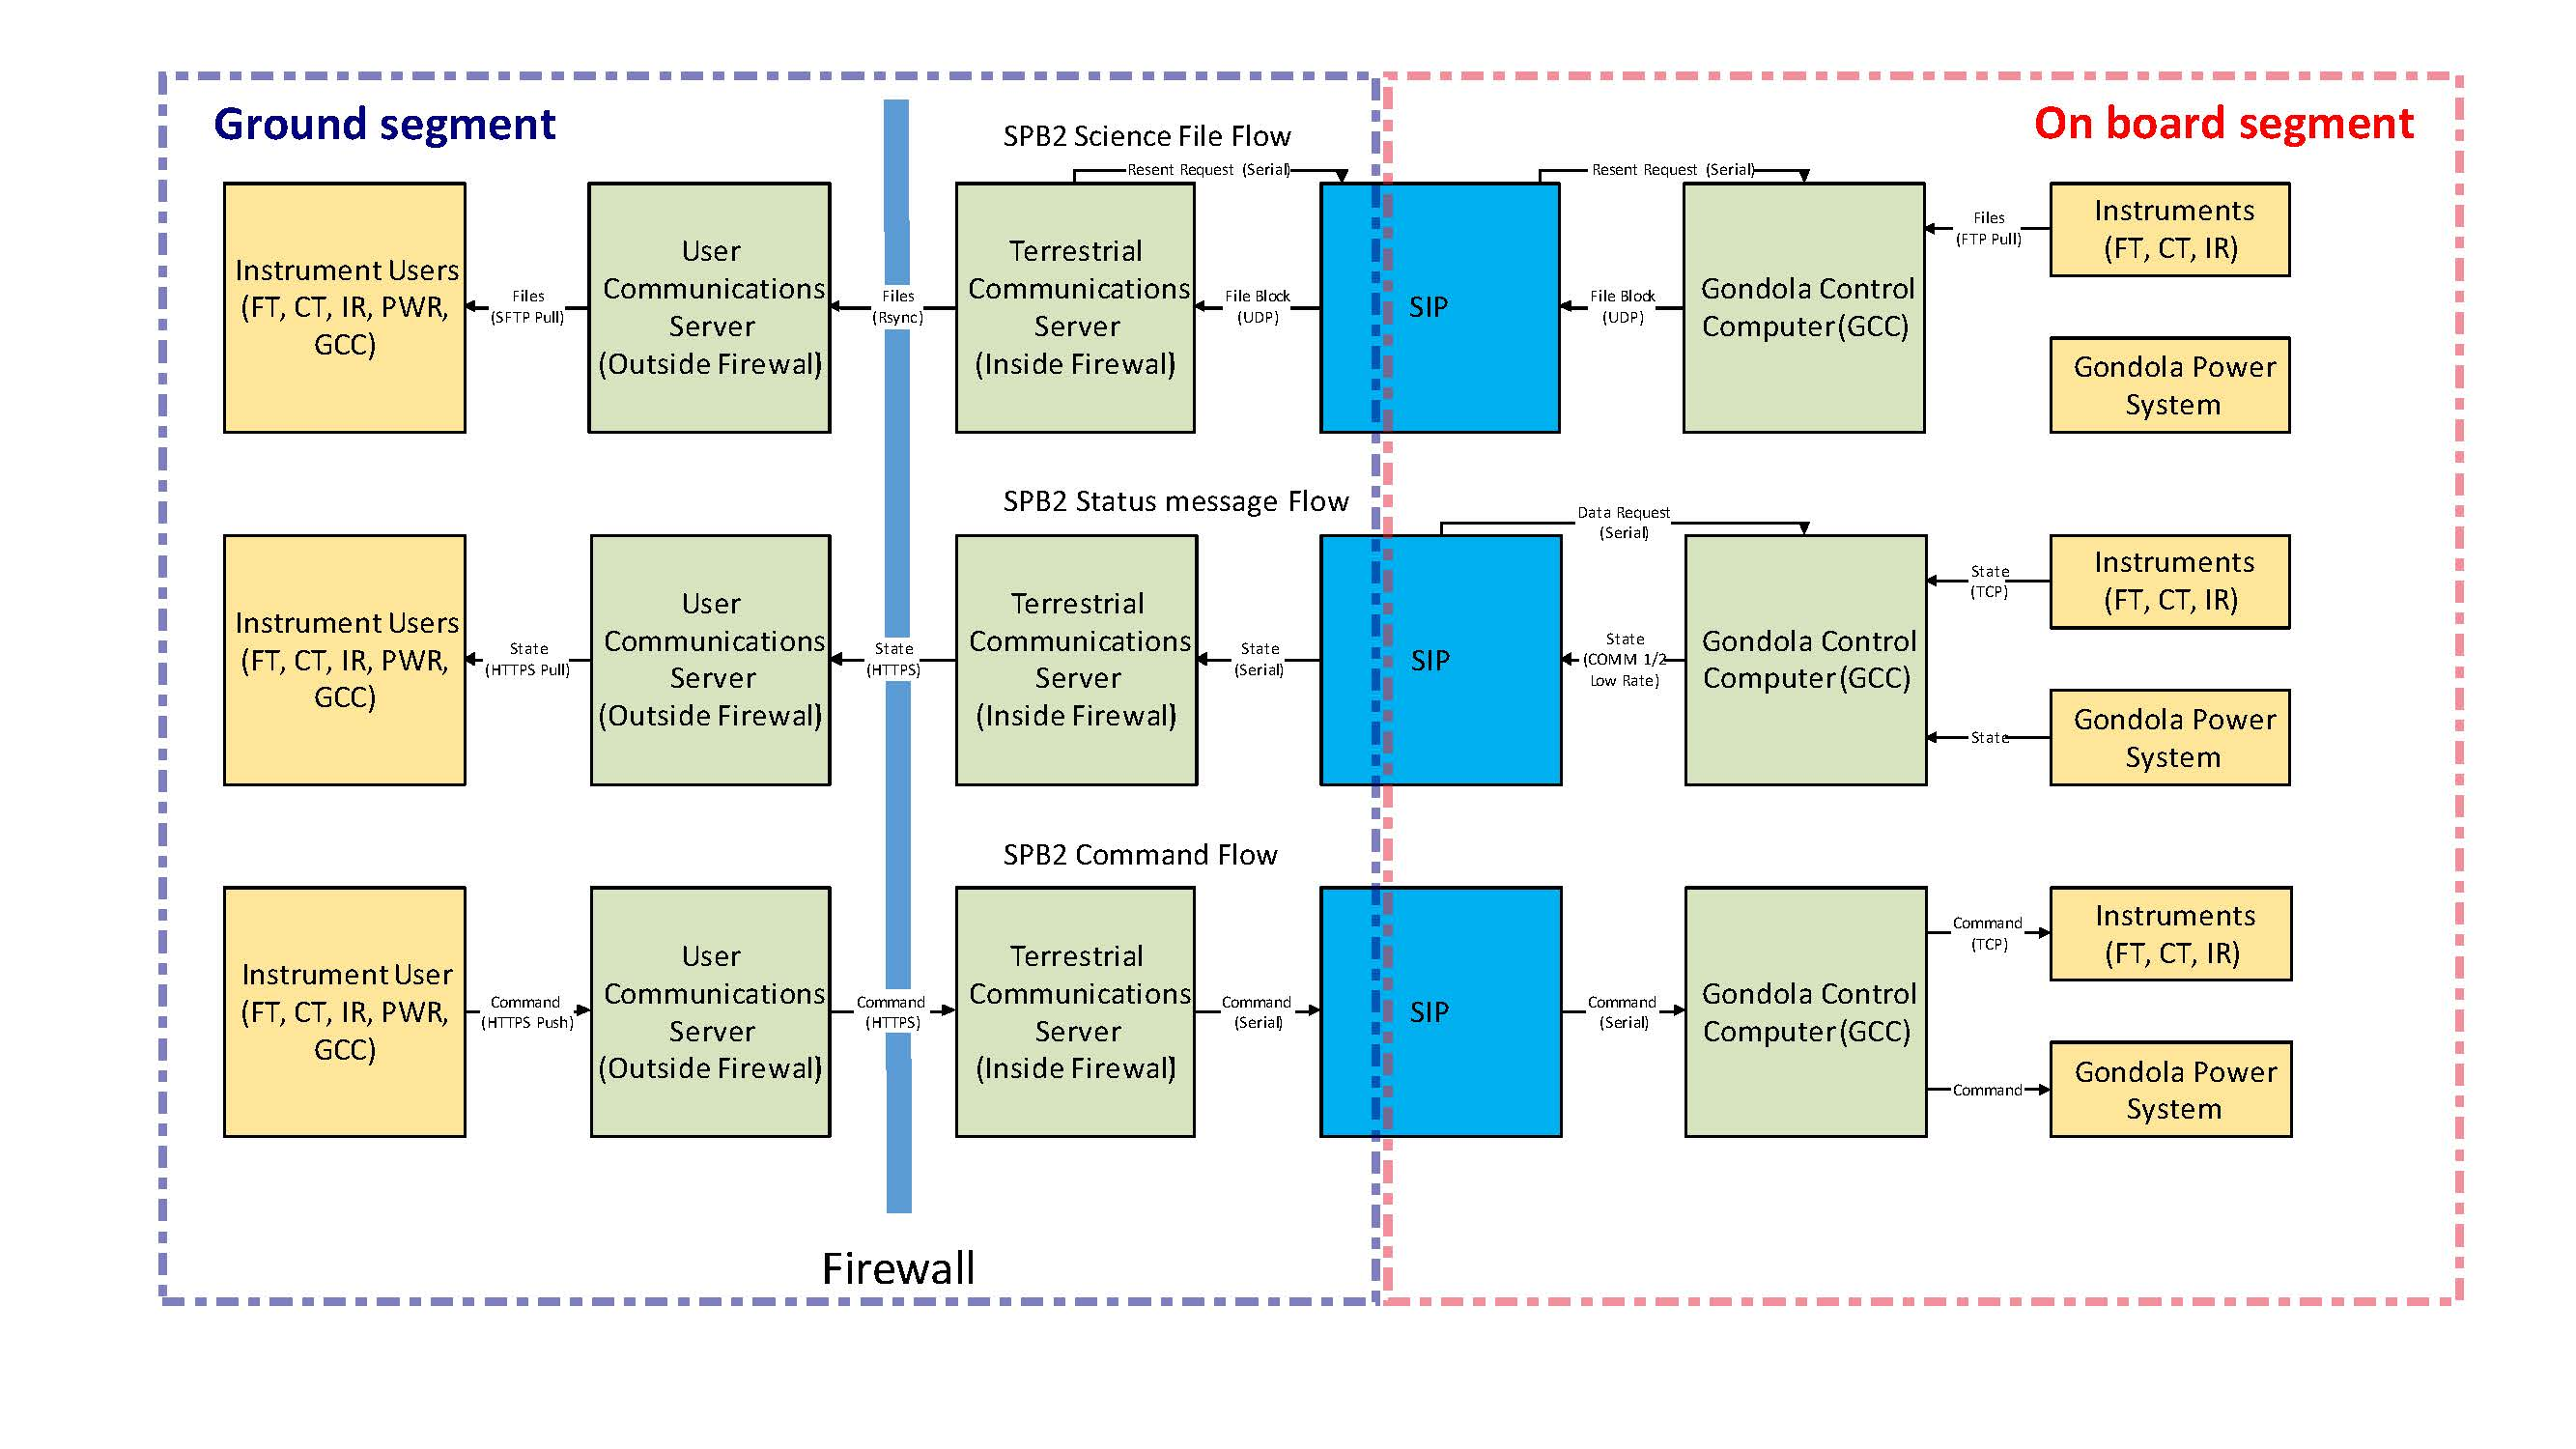 Ground segment
On board segment
SPB2 Science File Flow
Resent Request (Serial)
Resent Request (Serial)
Instrument Users
(FT, CT, IR, PWR,
GCC)
Files
(SFTP Pull)
User
Communications
Server
(Outside Firewal)
Files
(Rsync)
Terrestrial
Communications
Server
(Inside Firewal)
File Block
(UDP)
SIP
File Block
(UDP)
Gondola Control
Computer (GCC)
Files
(FTP Pull)
Instruments
(FT, CT, IR)
Gondola Power
System
SPB2 Status message Flow
Data Request
(Serial)
Instrument Users
(FT, CT, IR, PWR,
GCC)
State
(HTTPS Pull)
User
Communications
Server
(Outside Firewal)
State
(HTTPS)
Terrestrial
Communications
Server
(Inside Firewal)
State
(Serial)
SIP
State
(COMM 1/2
Low Rate)
Gondola Control
Computer (GCC)
State
(TCP)
State
Instruments
(FT, CT, IR)
Gondola Power
System
SPB2 Command Flow
Instrument User
(FT, CT, IR, PWR,
GCC)
Command
(HTTPS Push)
User
Communications
Server
(Outside Firewal)
Command
(HTTPS)
Terrestrial
Communications
Server
(Inside Firewal)
Command
(Serial)
SIP
Command
(Serial)
Gondola Control
Computer (GCC)
Command
(TCP)
Command
Instruments
(FT, CT, IR)
Gondola Power
System
Firewall